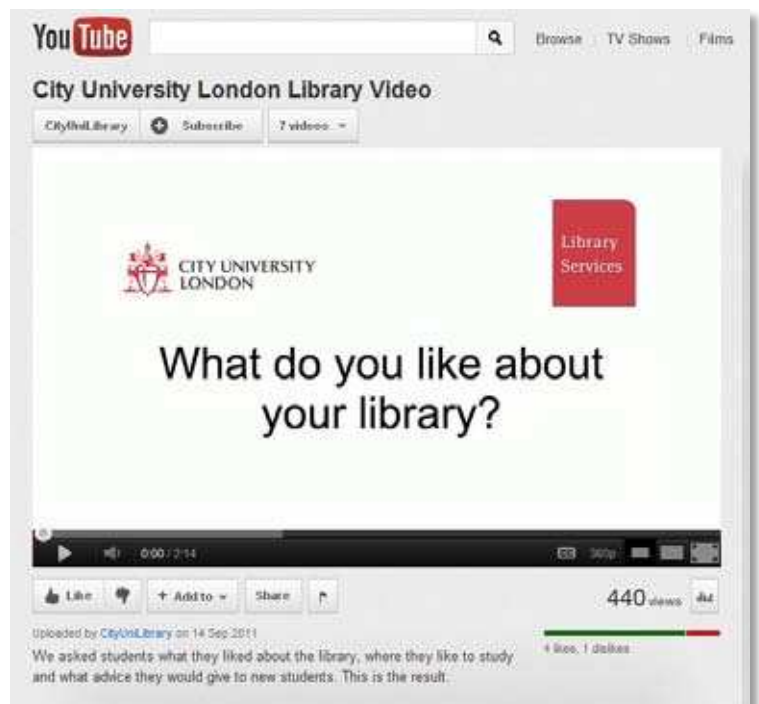 You Tube
Browse TV Shows Films
City University London Library Video
CityUniLibrary Subscribe 7 videos
Library
Services
CITY UNIVERSITY
LONDON
What do you like about
your library?
0:00 / 2:14 CC 360p
Like + Add to Share 440 views
Uploaded by CityUniLibrary on 14 Sep 2011
4 likes, 1 dislikes
We asked students what they liked about the library, where they like to study
and what advice they would give to new students. This is the result.